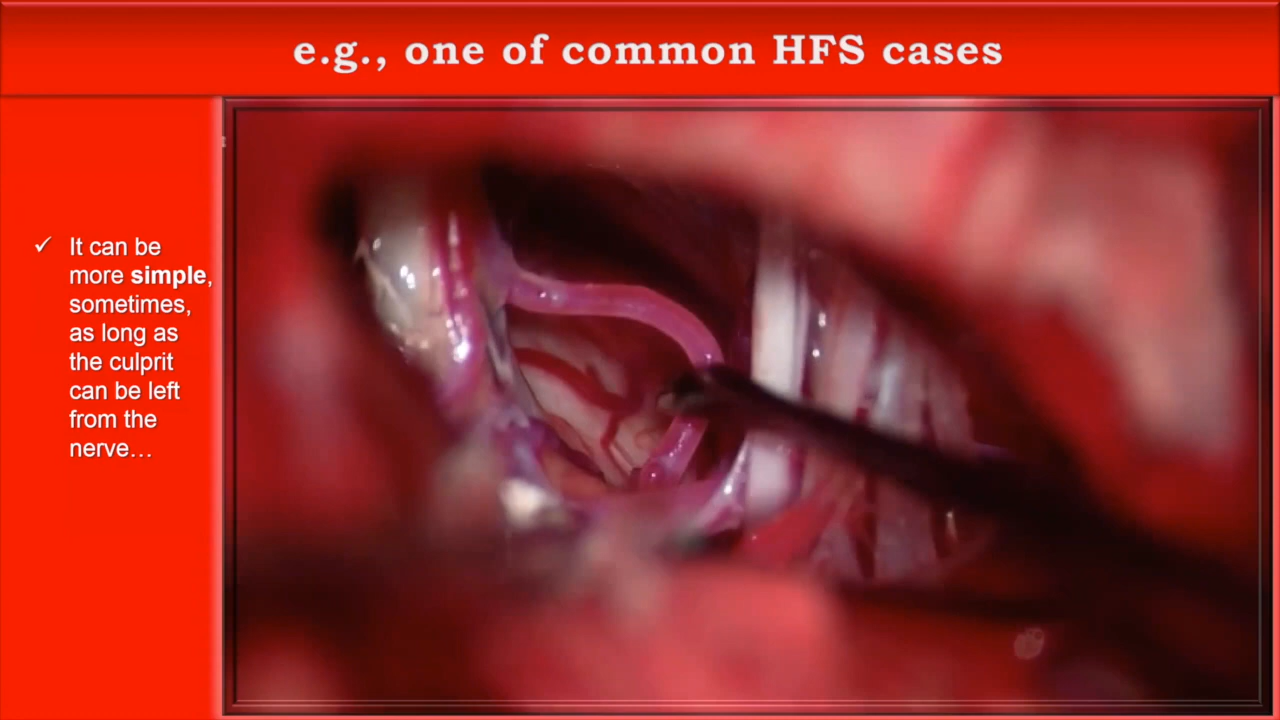 e.g., one of common HFS cases
✓ It can be
more simple,
sometimes,
as long as
the culprit
can be left
from the
nerve…